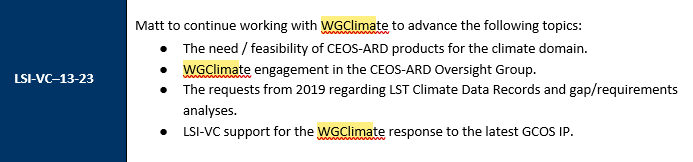 LSI-VC–13-23
Matt to continue working with WGClimate to advance the following topics:
● The need / feasibility of CEOS-ARD products for the climate domain.
● WGClimate engagement in the CEOS-ARD Oversight Group.
● The requests from 2019 regarding LST Climate Data Records and gap/requirements
analyses.
● LSI-VC support for the WGClimate response to the latest GCOS IP.